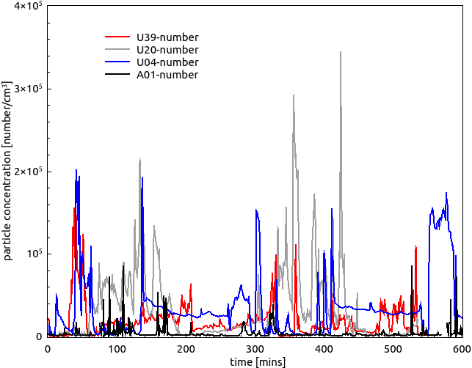 4×10⁵
3×10⁵
2×10⁵
10⁵
0
particle concentration [number/cm³]
U39-number
U20-number
U04-number
A01-number
0 100 200 300 400 500 600
time [mins]